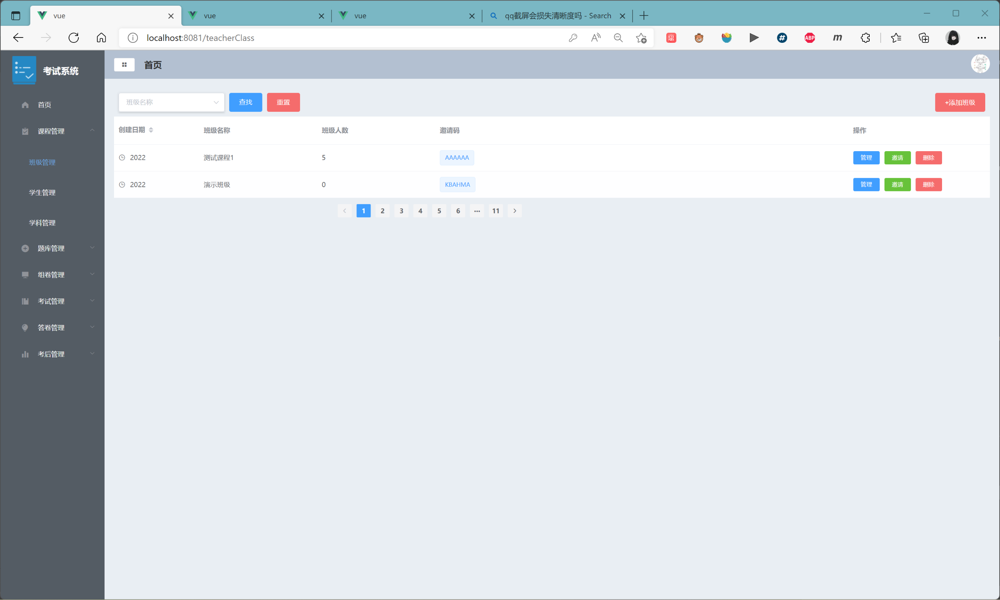 vue
vue
vue
qq截屏会损失清晰度吗 - Search
localhost:8081/teacherClass
惠
#
ABP
m
考试系统
首页
首页
课程管理
班级管理
学生管理
学科管理
题库管理
组卷管理
考试管理
答卷管理
考后管理
班级名称
查找
重置
+添加班级
创建日期
班级名称
班级人数
邀请码
操作
2022
测试课程1
5
AAAAAA
管理
邀请
删除
2022
演示班级
0
KBAHMA
管理
邀请
删除
1
2
3
4
5
6
...
11